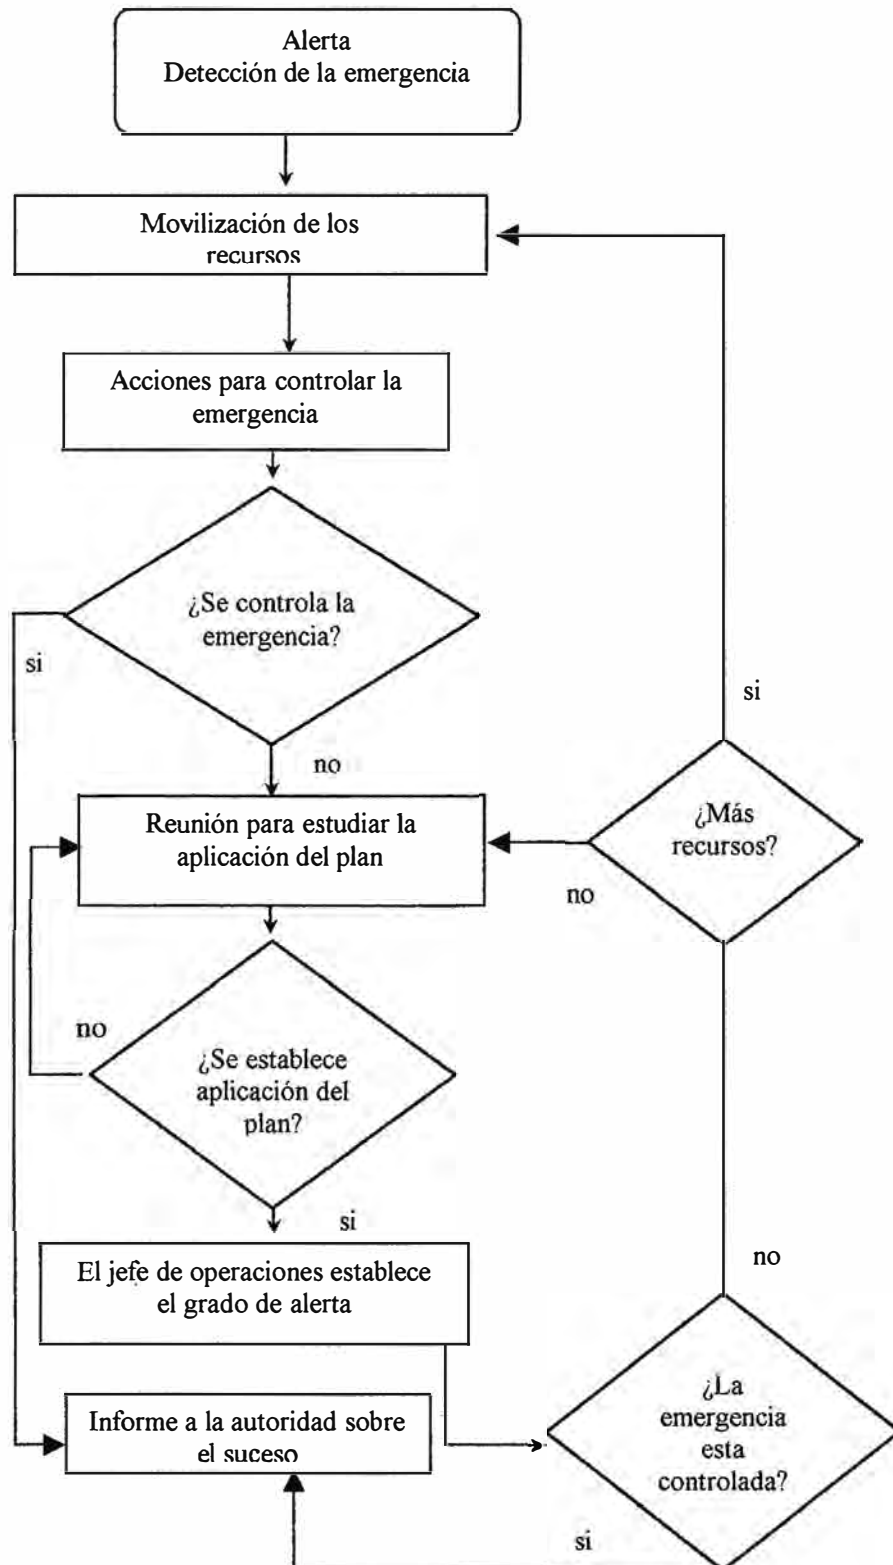 Alerta
Detección de la emergencia
Movilización de los
recursos
Acciones para controlar la
emergencia
¿Se controla la
emergencia?
si
no
Reunión para estudiar la
aplicación del plan
¿Se establece
aplicación del
plan?
no
si
El jefe de operaciones establece
el grado de alerta
Informe a la autoridad sobre
el suceso
¿La
emergencia
esta
controlada?
si
no
¿Más
recursos?
no
si